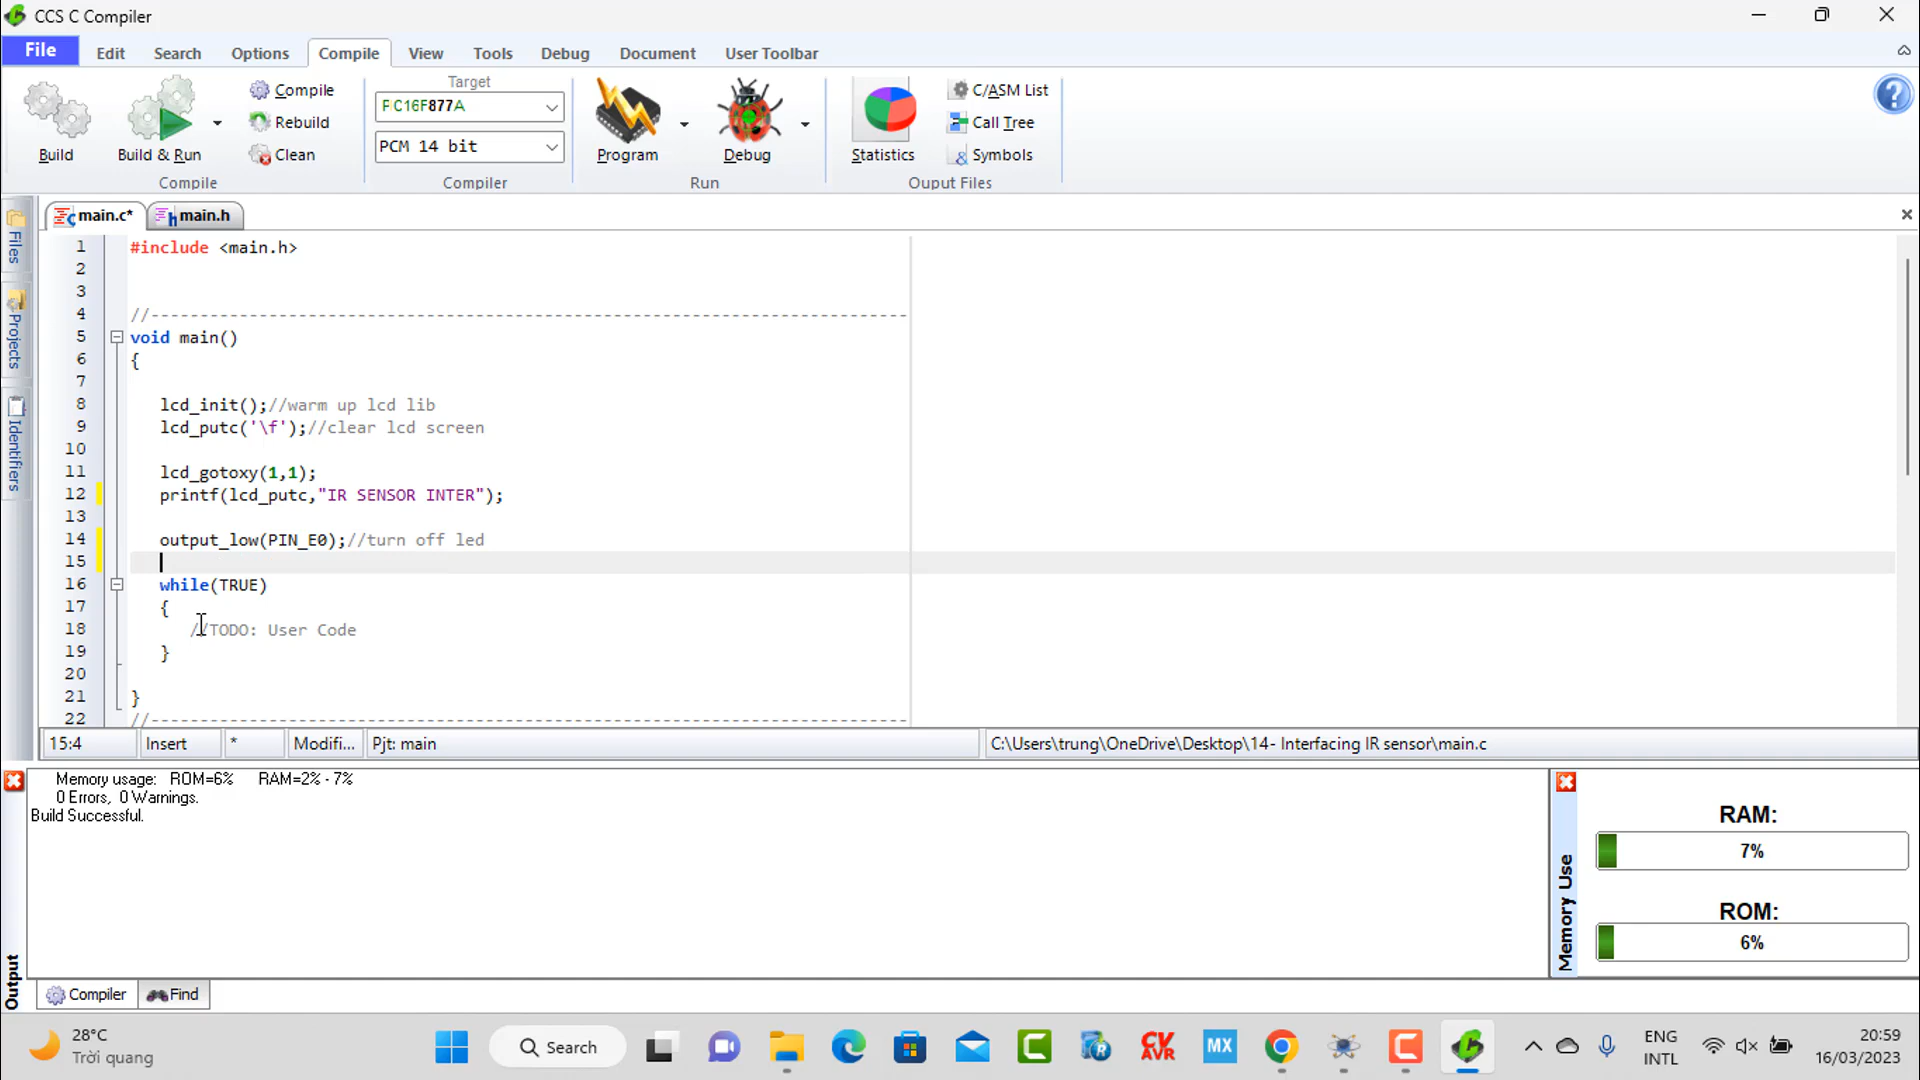 CCS C Compiler
File Edit Search Options Compile View Tools Debug Document User Toolbar
Build
Build & Run
Compile
Rebuild
Clean
Compile
Target
PIC16F877A
PCM 14 bit
Compiler
Program
Debug
Run
Statistics
C/ASM List
Call Tree
Symbols
Ouput Files
Files
Projects
Identifiers
main.c*
main.h
1 #include <main.h>
2
3
4 //-----------------------------------------------------------------------------
5 void main()
6 {
7
8 lcd_init();//warm up lcd lib
9 lcd_putc('\f');//clear lcd screen
10
11 lcd_gotoxy(1,1);
12 printf(lcd_putc,"IR SENSOR INTER");
13
14 output_low(PIN_E0);//turn off led
15
16 while(TRUE)
17 {
18 //TODO: User Code
19 }
20
21 }
22 //-----------------------------------------------------------------------------
15:4 Insert * Modifi... Pjt: main C:\Users\trung\OneDrive\Desktop\14- Interfacing IR sensor\main.c
Memory usage: ROM=6% RAM=2% - 7%
0 Errors, 0 Warnings.
Build Successful.
Output
Compiler
Find
Memory Use
RAM:
7%
ROM:
6%
28°C
Trời quang
Search
CV
AVR
MX
ENG
INTL
20:59
16/03/2023